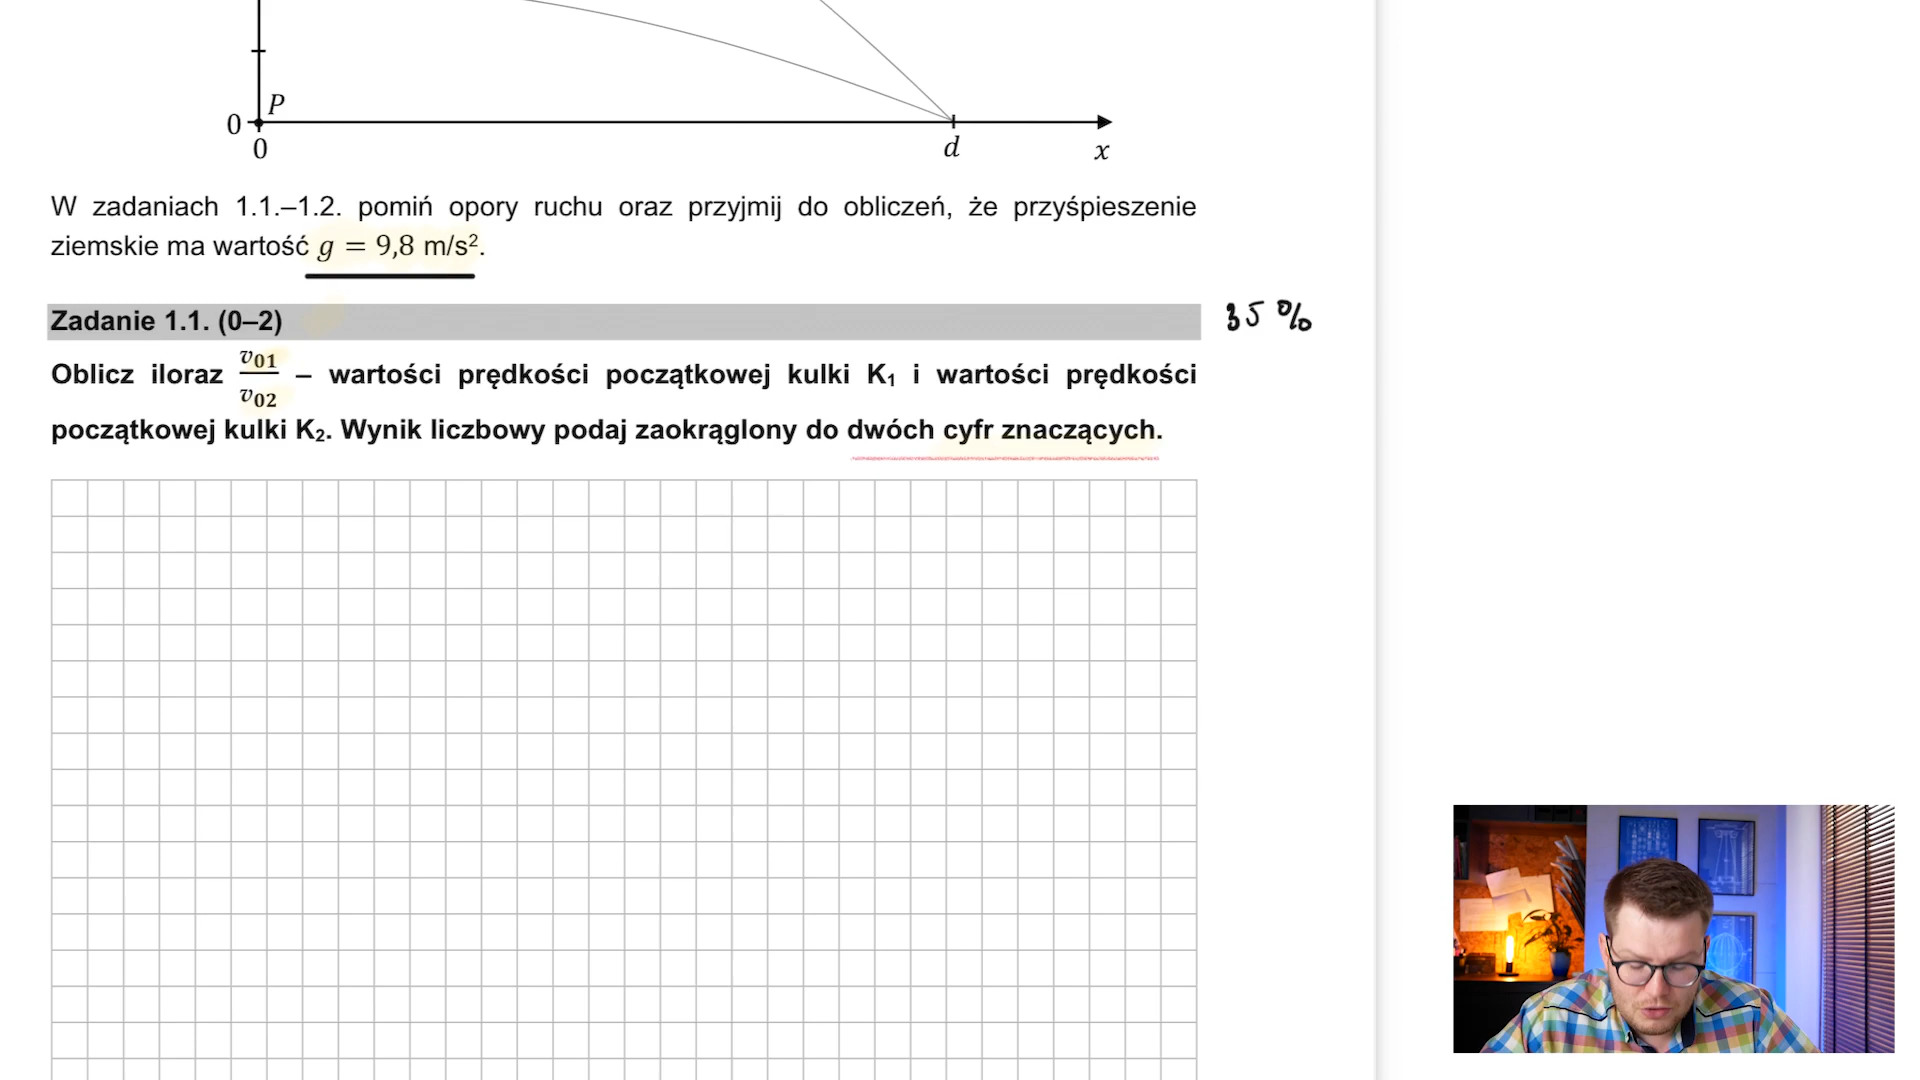 P
0
0
d
x
W zadaniach 1.1.–1.2. pomiń opory ruchu oraz przyjmij do obliczeń, że przyśpieszenie
ziemskie ma wartość g = 9,8 m/s².
Zadanie 1.1. (0–2)
35 %
Oblicz iloraz v₀₁/v₀₂ – wartości prędkości początkowej kulki K₁ i wartości prędkości
początkowej kulki K₂. Wynik liczbowy podaj zaokrąglony do dwóch cyfr znaczących.